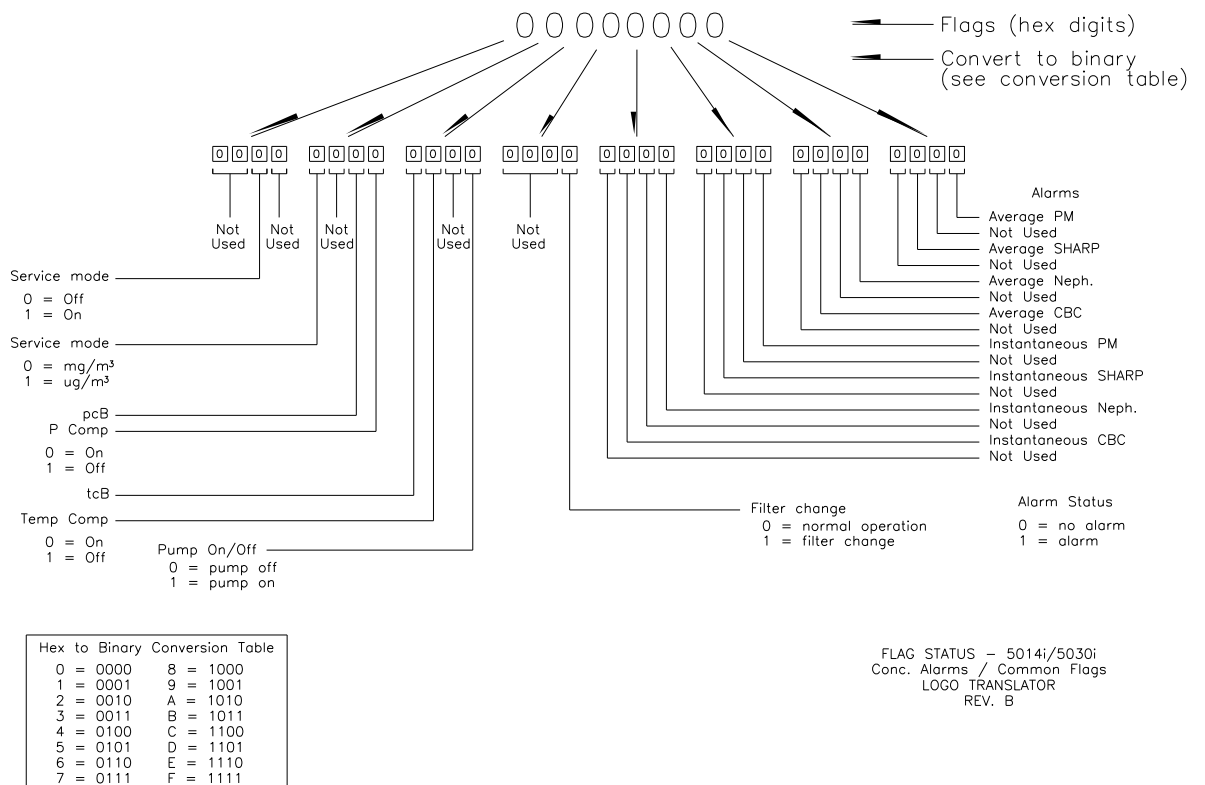 0 0 0 0 0 0 0 0
Flags (hex digits)
Convert to binary
(see conversion table)
0 0 0 0 0 0 0 0 0 0 0 0 0 0 0 0 0 0 0 0 0 0 0 0 0 0 0 0 0 0 0 0
Not Used
Not Used
Not Used
Not Used
Not Used
Alarms
Average PM
Not Used
Average SHARP
Not Used
Average Neph.
Not Used
Average CBC
Not Used
Instantaneous PM
Not Used
Instantaneous SHARP
Not Used
Instantaneous Neph.
Not Used
Instantaneous CBC
Not Used
Service mode
0 = Off
1 = On
Service mode
0 = mg/m³
1 = ug/m³
pcB
P Comp
0 = On
1 = Off
tcB
Temp Comp
0 = On
1 = Off
Pump On/Off
0 = pump off
1 = pump on
Filter change
0 = normal operation
1 = filter change
Alarm Status
0 = no alarm
1 = alarm
Hex to Binary Conversion Table
0 = 0000 8 = 1000
1 = 0001 9 = 1001
2 = 0010 A = 1010
3 = 0011 B = 1011
4 = 0100 C = 1100
5 = 0101 D = 1101
6 = 0110 E = 1110
7 = 0111 F = 1111
FLAG STATUS – 5014i/5030i
Conc. Alarms / Common Flags
LOGO TRANSLATOR
REV. B